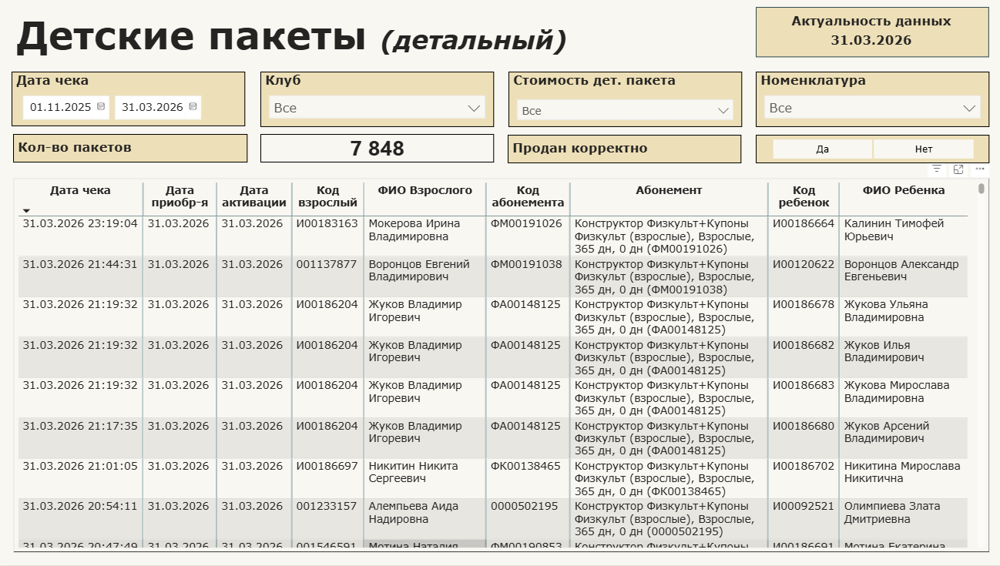 Детские пакеты (детальный)
Актуальность данных
31.03.2026
Дата чека
01.11.2025 31.03.2026
Клуб
Все
Стоимость дет. пакета
Все
Номенклатура
Все
Кол-во пакетов
7 848
Продан корректно
Да Нет
Дата чека Дата приобр-я Дата активации Код взрослый ФИО Взрослого Код абонемента Абонемент Код ребенок ФИО Ребенка
31.03.2026 23:19:04 31.03.2026 31.03.2026 И00183163 Мокерова Ирина ФМ00191026 Конструктор Физкульт+Купоны И00186664 Калинин Тимофей
Владимировна Физкульт (взрослые), Взрослые, Юрьевич
365 дн, 0 дн (ФМ00191026)
31.03.2026 21:44:31 31.03.2026 31.03.2026 001137877 Воронцов Евгений ФМ00191038 Конструктор Физкульт+Купоны И00120622 Воронцов Александр
Владимирович Физкульт (взрослые), Взрослые, Евгеньевич
365 дн, 0 дн (ФМ00191038)
31.03.2026 21:19:32 31.03.2026 31.03.2026 И00186204 Жуков Владимир ФА00148125 Конструктор Физкульт+Купоны И00186678 Жукова Ульяна
Игоревич Физкульт (взрослые), Взрослые, Владимировна
365 дн, 0 дн (ФА00148125)
31.03.2026 21:19:32 31.03.2026 31.03.2026 И00186204 Жуков Владимир ФА00148125 Конструктор Физкульт+Купоны И00186682 Жуков Илья
Игоревич Физкульт (взрослые), Взрослые, Владимирович
365 дн, 0 дн (ФА00148125)
31.03.2026 21:19:32 31.03.2026 31.03.2026 И00186204 Жуков Владимир ФА00148125 Конструктор Физкульт+Купоны И00186683 Жукова Мирослава
Игоревич Физкульт (взрослые), Взрослые, Владимировна
365 дн, 0 дн (ФА00148125)
31.03.2026 21:17:35 31.03.2026 31.03.2026 И00186204 Жуков Владимир ФА00148125 Конструктор Физкульт+Купоны И00186680 Жуков Арсений
Игоревич Физкульт (взрослые), Взрослые, Владимирович
365 дн, 0 дн (ФА00148125)
31.03.2026 21:01:05 31.03.2026 31.03.2026 И00186697 Никитин Никита ФК00138465 Конструктор Физкульт+Купоны И00186702 Никитина Мирослава
Сергеевич Физкульт (взрослые), Взрослые, Никитична
365 дн, 0 дн (ФК00138465)
31.03.2026 20:54:11 31.03.2026 31.03.2026 001233157 Алемпьева Аида 0000502195 Конструктор Физкульт+Купоны И00092521 Олимпиева Злата
Надировна Физкульт (взрослые), Взрослые, Дмитриевна
365 дн, 0 дн (0000502195)
31.03.2026 20:47:49 31.03.2026 31.03.2026 001546591 Мотина Наталия ФМ00190853 Конструктор Физкульт+Купоны И00186691 Мотина Екатерина